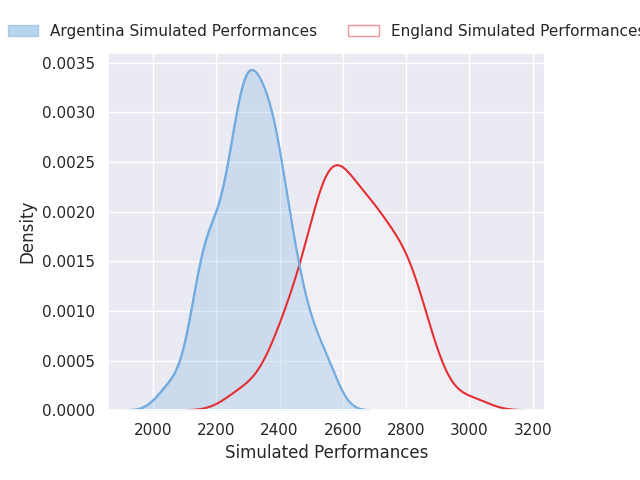 Argentina Simulated Performances
England Simulated Performances
0.0035
0.0030
0.0025
0.0020
0.0015
0.0010
0.0005
0.0000
Density
2000 2200 2400 2600 2800 3000 3200
Simulated Performances